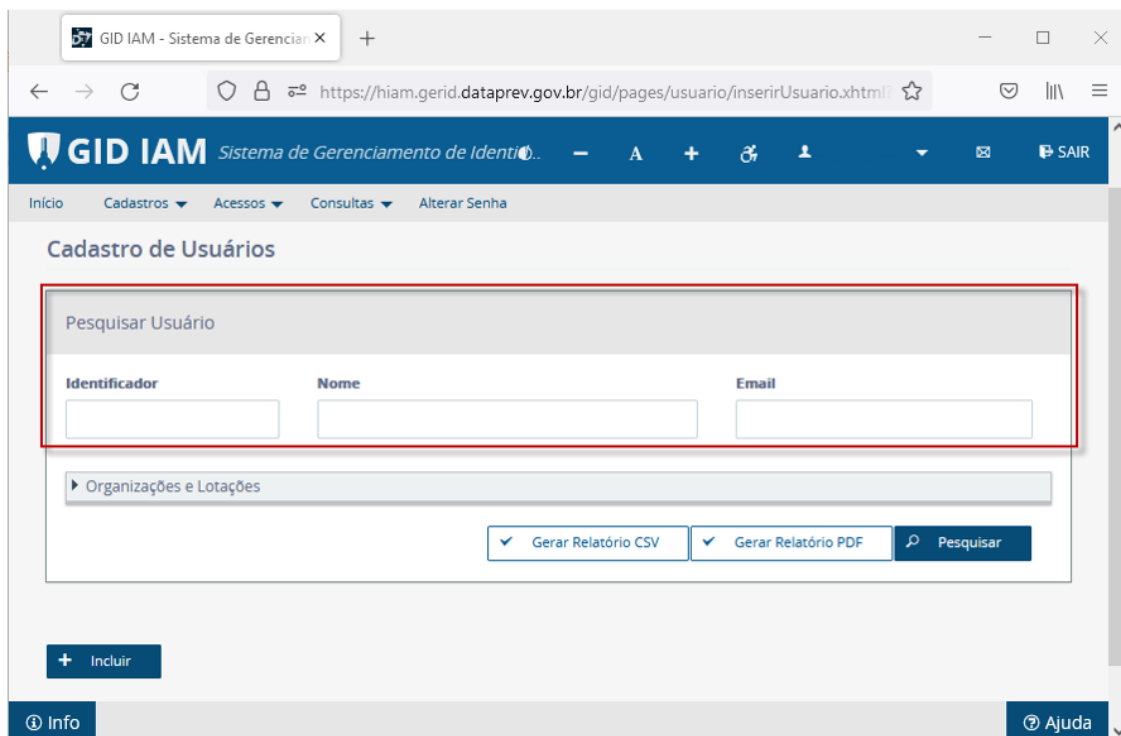 GID IAM - Sistema de Gerencian
https://hiam.gerid.dataprev.gov.br/gid/pages/usuario/inserirUsuario.xhtml?
GID IAM Sistema de Gerenciamento de Identi.. A SAIR
Início Cadastros Acessos Consultas Alterar Senha
Cadastro de Usuários
Pesquisar Usuário
Identificador Nome Email
Organizações e Lotações
Gerar Relatório CSV Gerar Relatório PDF Pesquisar
+ Incluir
Info Ajuda